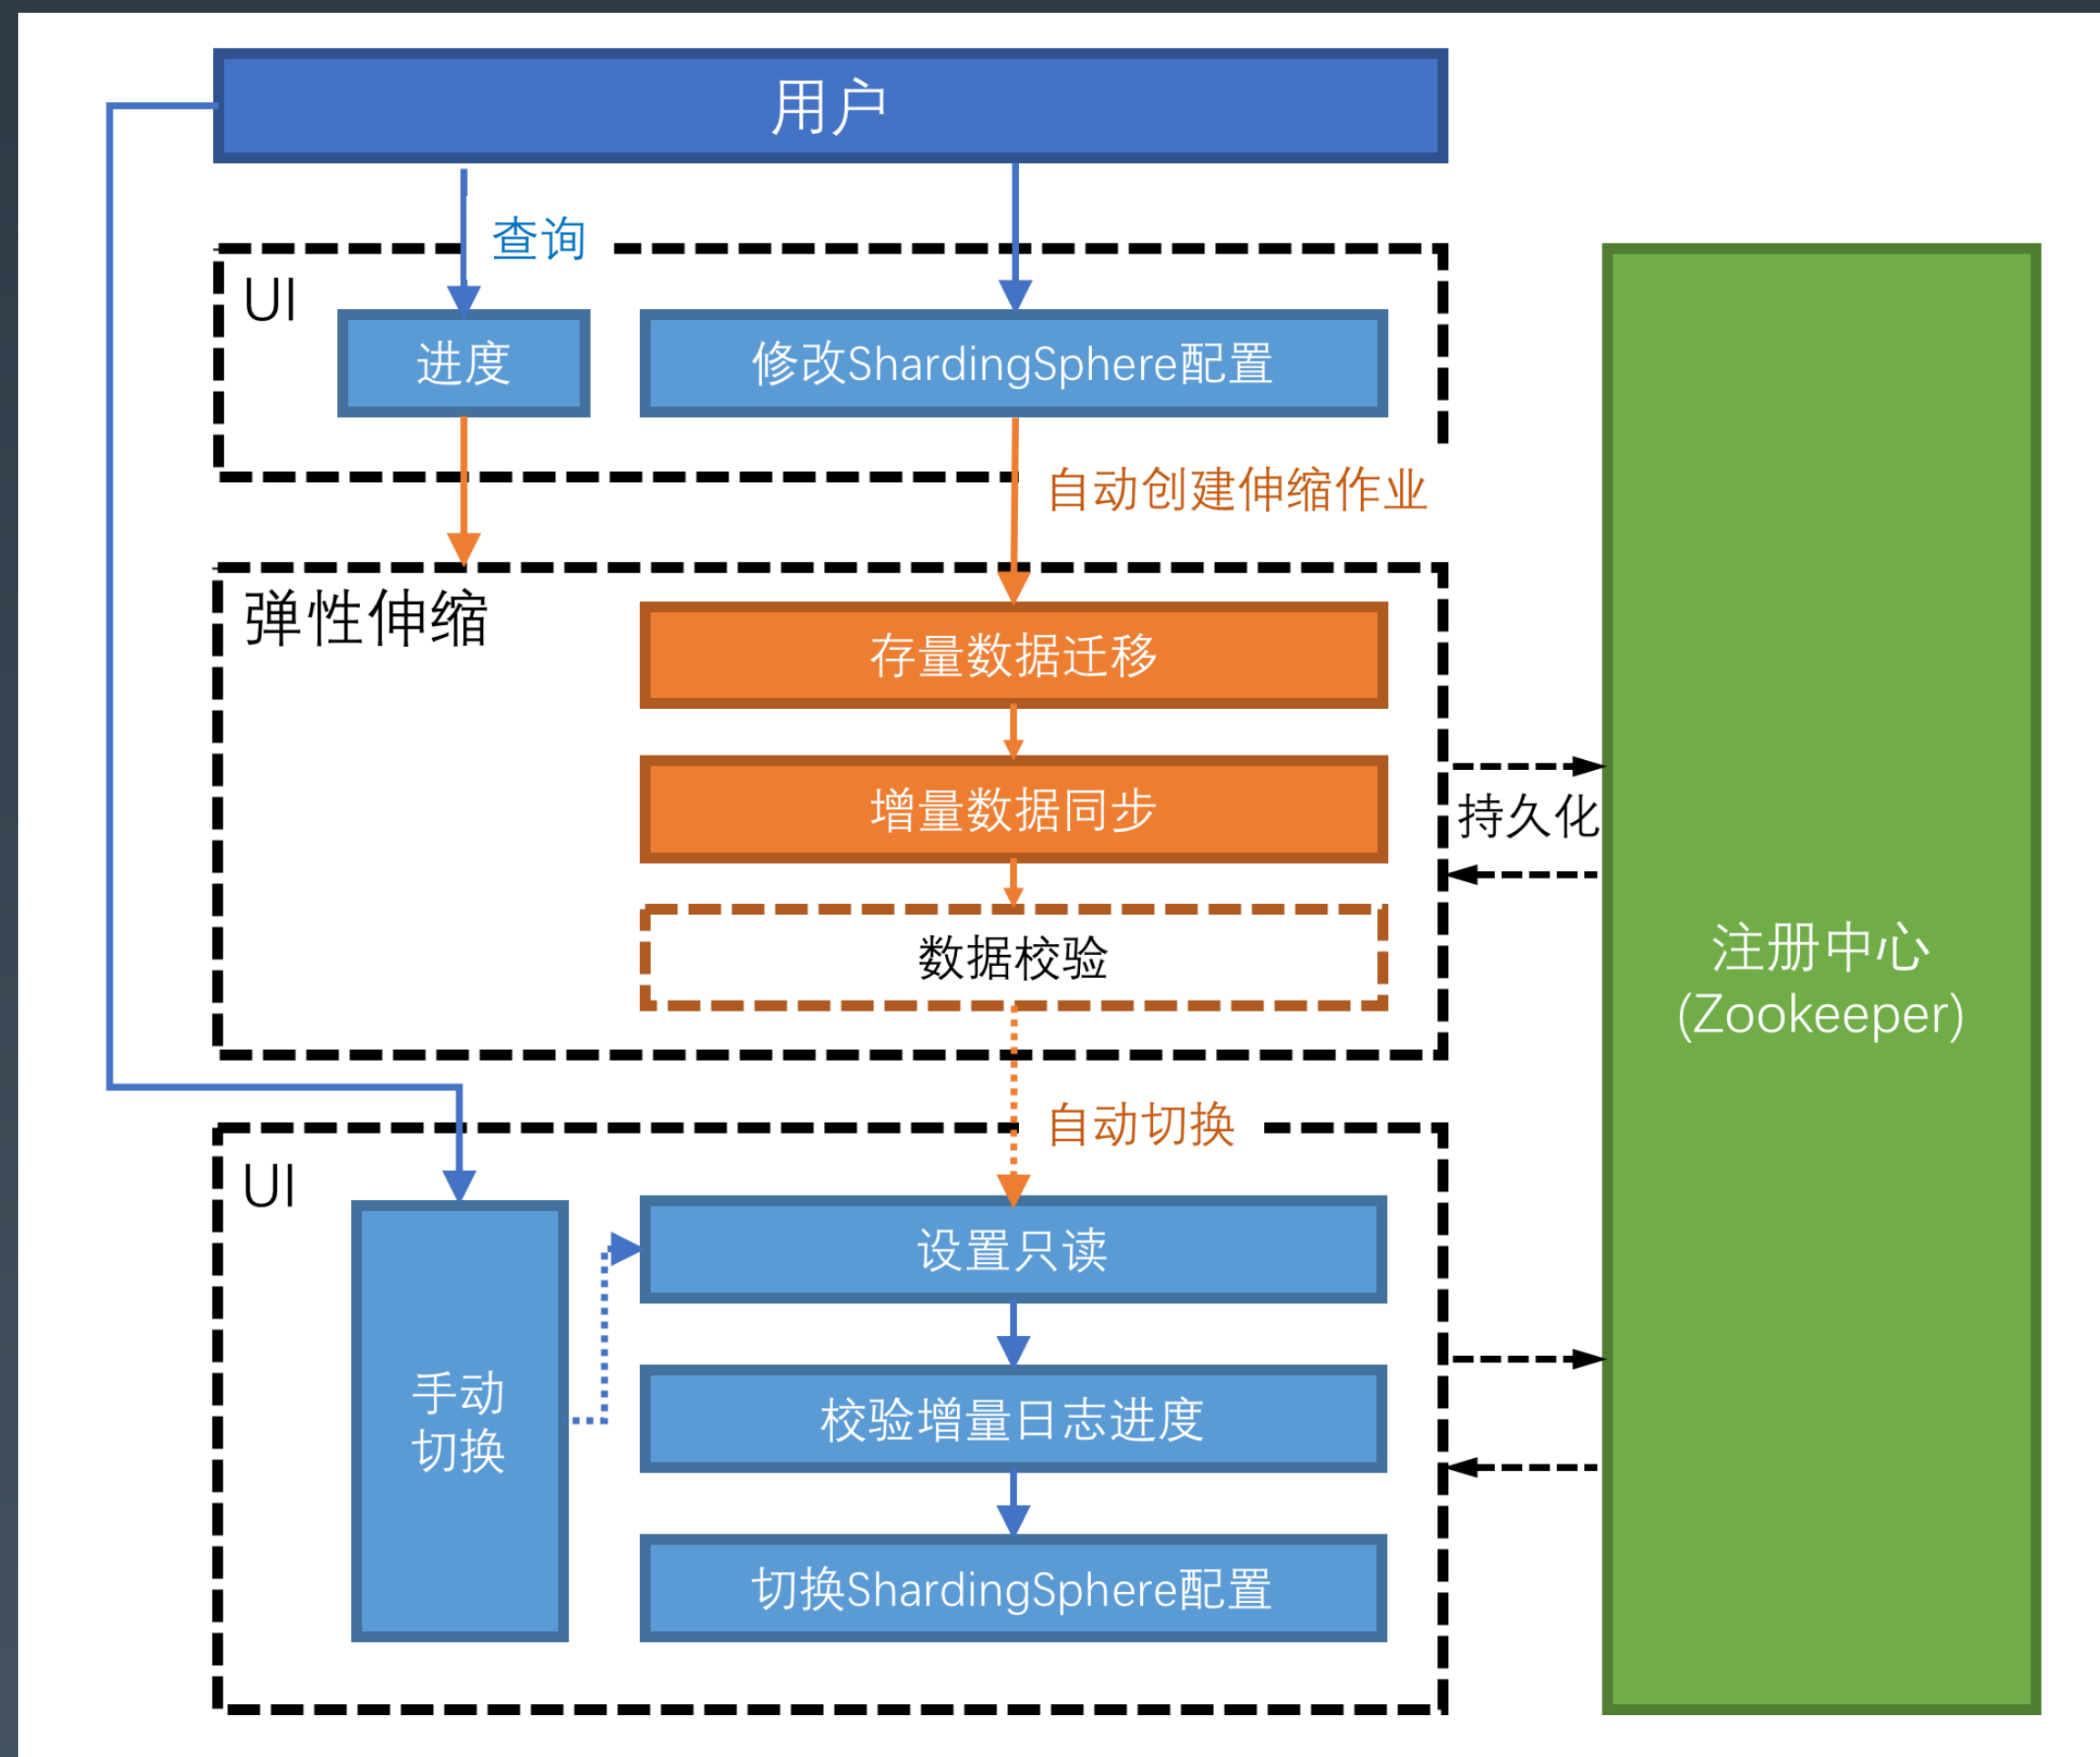 用户
查询
UI
进度
修改ShardingSphere配置
自动创建伸缩作业
弹性伸缩
存量数据迁移
增量数据同步
持久化
数据校验
注册中心
(Zookeeper)
自动切换
UI
设置只读
手动
切换
校验增量日志进度
切换ShardingSphere配置